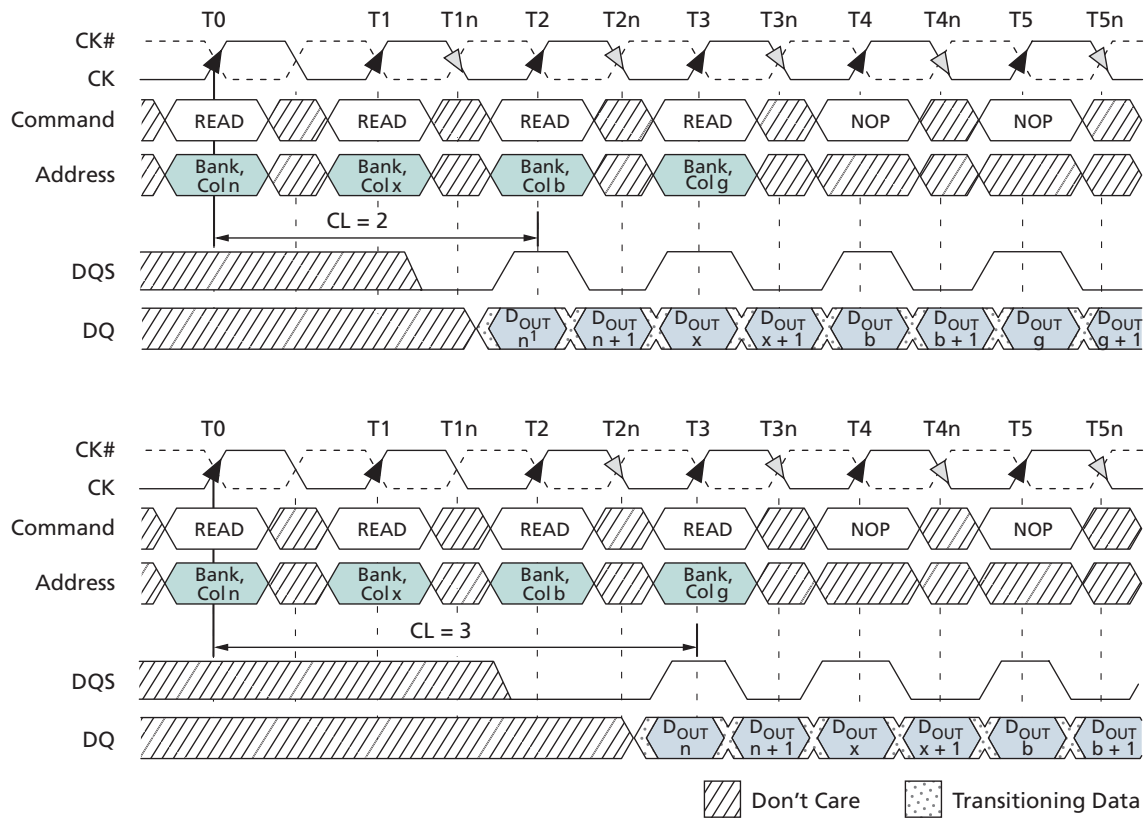 T0 T1 T1n T2 T2n T3 T3n T4 T4n T5 T5n
CK#
CK
Command READ READ READ READ NOP NOP
Address Bank, Col n Bank, Col x Bank, Col b Bank, Col g
CL = 2
DQS
DQ DOUT n¹ DOUT n + 1 DOUT x DOUT x + 1 DOUT b DOUT b + 1 DOUT g DOUT g + 1
T0 T1 T1n T2 T2n T3 T3n T4 T4n T5 T5n
CK#
CK
Command READ READ READ READ NOP NOP
Address Bank, Col n Bank, Col x Bank, Col b Bank, Col g
CL = 3
DQS
DQ DOUT n DOUT n + 1 DOUT x DOUT x + 1 DOUT b DOUT b + 1
Don't Care Transitioning Data